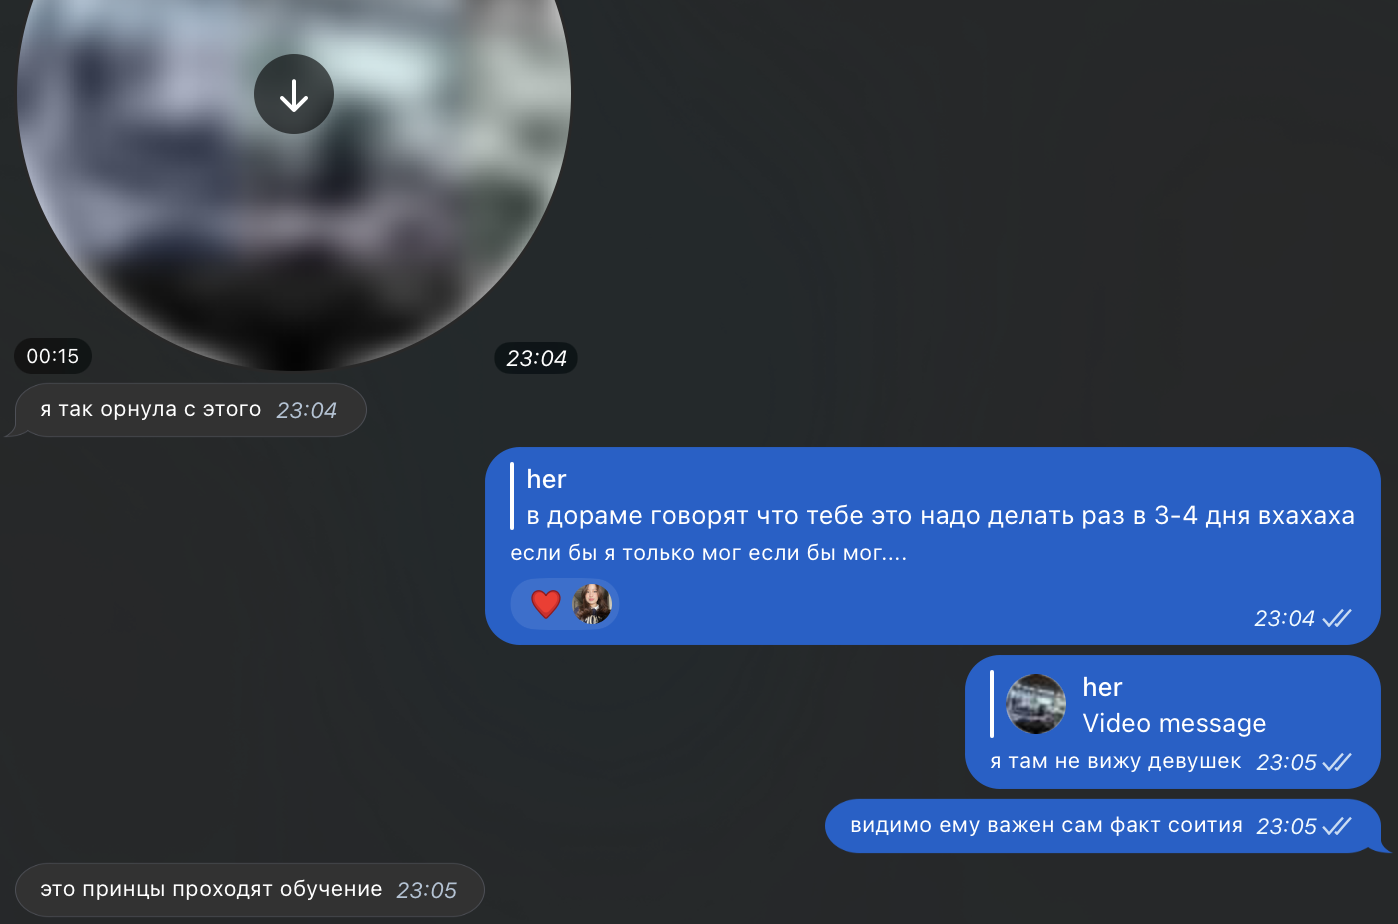 00:15
23:04
я так орнула с этого 23:04
her
в дораме говорят что тебе это надо делать раз в 3-4 дня вхахаха
если бы я только мог если бы мог....
23:04
her
Video message
я там не вижу девушек 23:05
видимо ему важен сам факт соития 23:05
это принцы проходят обучение 23:05